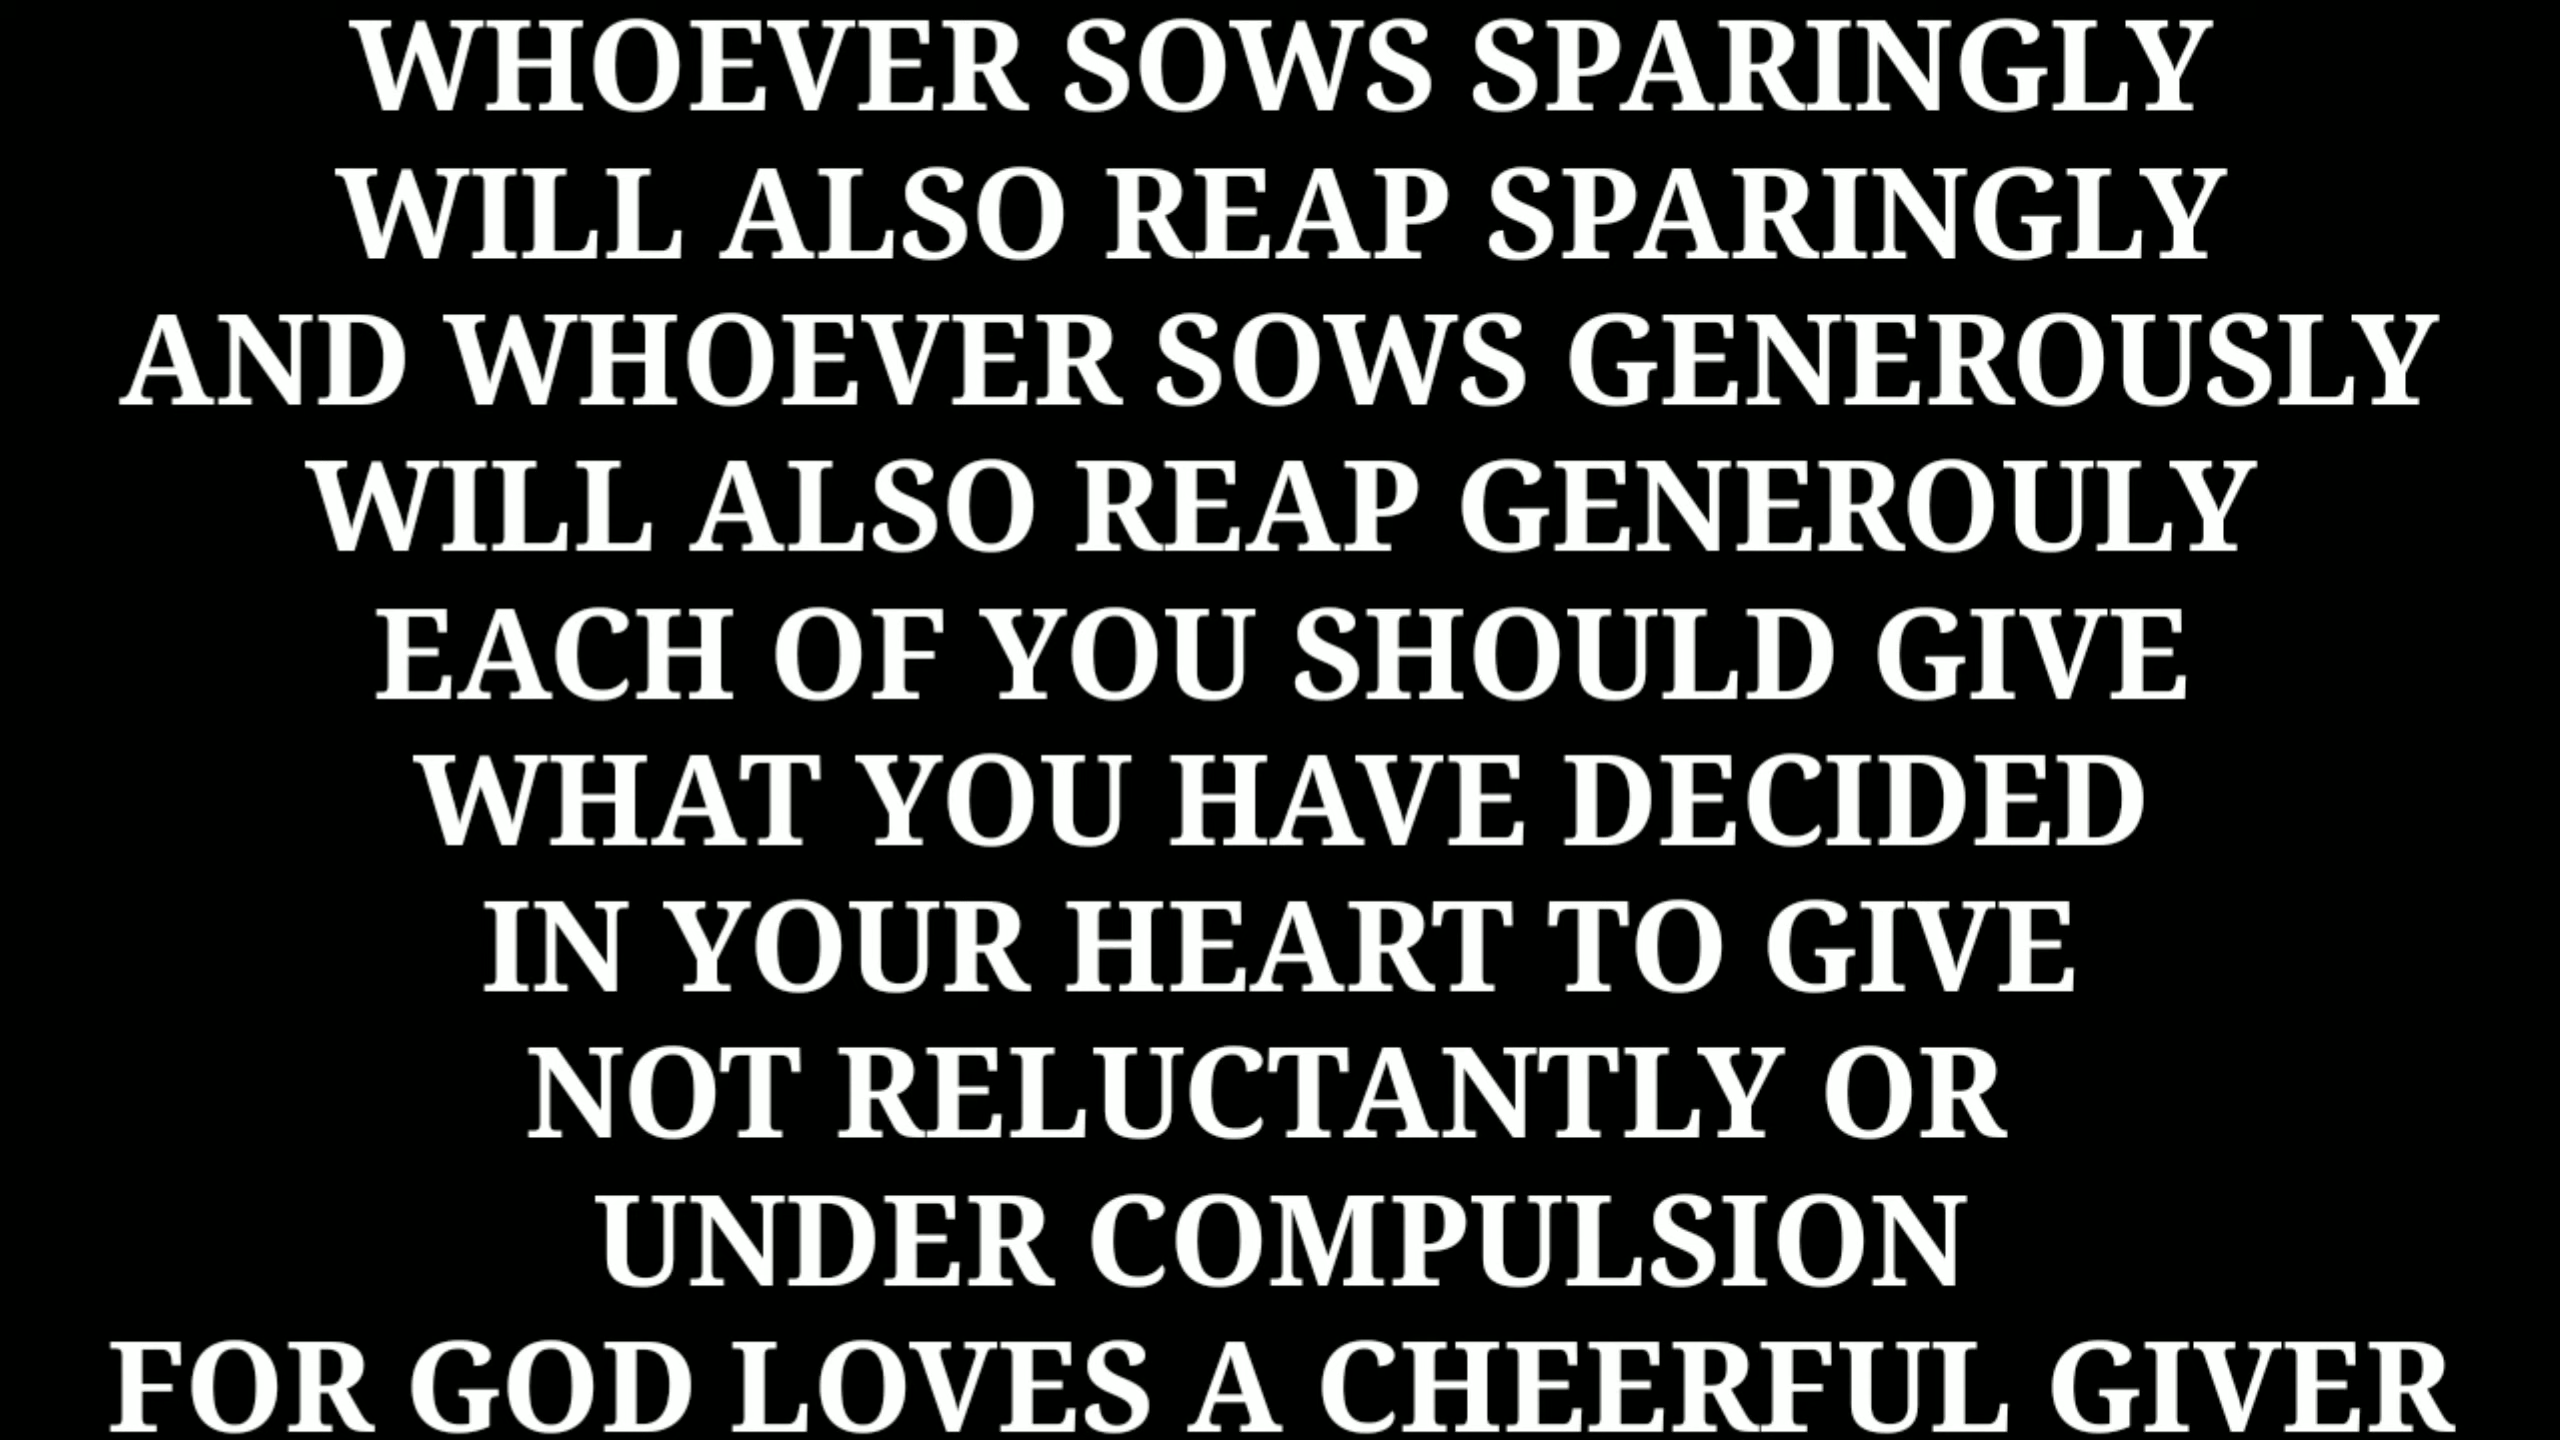 WHOEVER SOWS SPARINGLY
WILL ALSO REAP SPARINGLY
AND WHOEVER SOWS GENEROUSLY
WILL ALSO REAP GENEROULY
EACH OF YOU SHOULD GIVE
WHAT YOU HAVE DECIDED
IN YOUR HEART TO GIVE
NOT RELUCTANTLY OR
UNDER COMPULSION
FOR GOD LOVES A CHEERFUL GIVER